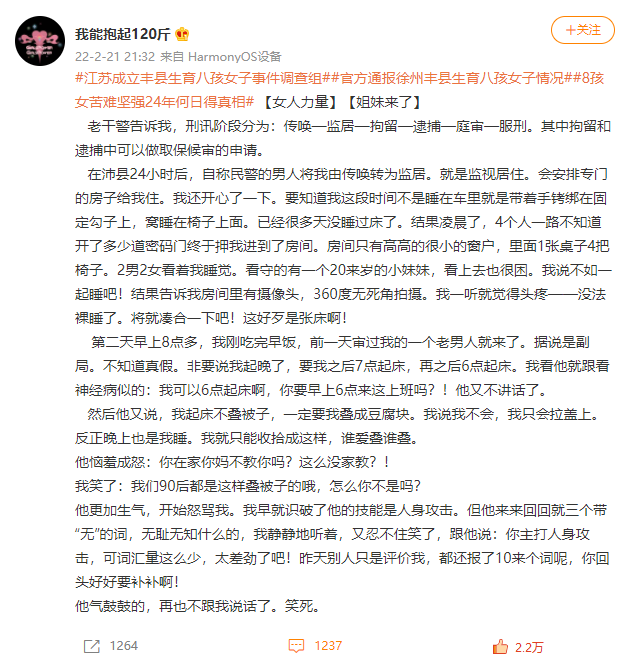 我能抱起120斤
22-2-21 21:32 来自 HarmonyOS设备
+关注
#江苏成立丰县生育八孩女子事件调查组##官方通报徐州丰县生育八孩女子情况##8孩
女苦难坚强24年何日得真相# 【女人力量】【姐妹来了】
老干警告诉我，刑讯阶段分为：传唤—监居—拘留—逮捕—庭审—服刑。其中拘留和
逮捕中可以做取保候审的申请。
在沛县24小时后，自称民警的男人将我由传唤转为监居。就是监视居住。会安排专门
的房子给我住。我还开心了一下。要知道我这段时间不是睡在车里就是带着手铐绑在固
定勾子上，窝睡在椅子上面。已经很多天没睡过床了。结果凌晨了，4个人一路不知道
开了多少道密码门终于押我进到了房间。房间只有高高的很小的窗户，里面1张桌子4把
椅子。2男2女看着我睡觉。看守的有一个20来岁的小妹妹，看上去也很困。我说不如一
起睡吧！结果告诉我房间里有摄像头，360度无死角拍摄。我一听就觉得头疼——没法
裸睡了。将就凑合一下吧！这好歹是张床啊！
第二天早上8点多，我刚吃完早饭，前一天审过我的一个老男人就来了。据说是副
局。不知道真假。非要说我起晚了，要我之后7点起床，再之后6点起床。我看他就跟看
神经病似的：我可以6点起床啊，你要早上6点来这上班吗？！他又不讲话了。
然后他又说，我起床不叠被子，一定要我叠成豆腐块。我说我不会，我只会拉盖上。
反正晚上也是我睡。我就只能收拾成这样，谁爱叠谁叠。
他恼羞成怒：你在家你妈不教你吗？这么没家教？！
我笑了：我们90后都是这样叠被子的哦，怎么你不是吗？
他更加生气，开始怒骂我。我早就识破了他的技能是人身攻击。但他来来回回就三个带
“无”的词，无耻无知什么的，我静静地听着，又忍不住笑了，跟他说：你主打人身攻
击，可词汇量这么少，太差劲了吧！昨天别人只是评价我，都还报了10来个词呢，你回
头好好要补补啊！
他气鼓鼓的，再也不跟我说话了。笑死。
1264
1237
2.2万